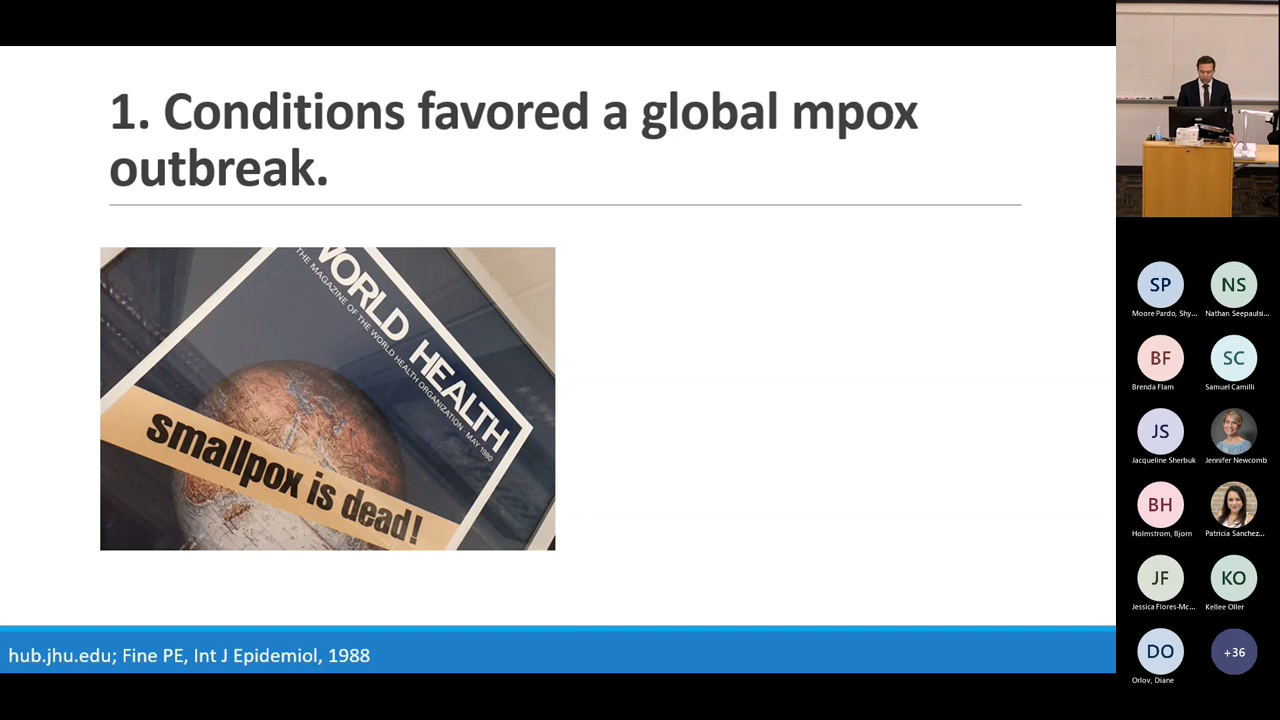 1. Conditions favored a global mpox
outbreak.
WORLD HEALTH
THE MAGAZINE OF THE WORLD HEALTH ORGANIZATION · MAY 1980
smallpox is dead!
hub.jhu.edu; Fine PE, Int J Epidemiol, 1988
SP
Moore Pardo, Shy...
NS
Nathan Seepaulsi...
BF
Brenda Flam
SC
Samuel Camilli
JS
Jacqueline Sherbuk
Jennifer Newcomb
BH
Holmstrom, Bjorn
Patricia Sanchez...
JF
Jessica Flores-Mc...
KO
Kellee Oller
DO
Orlov, Diane
+36